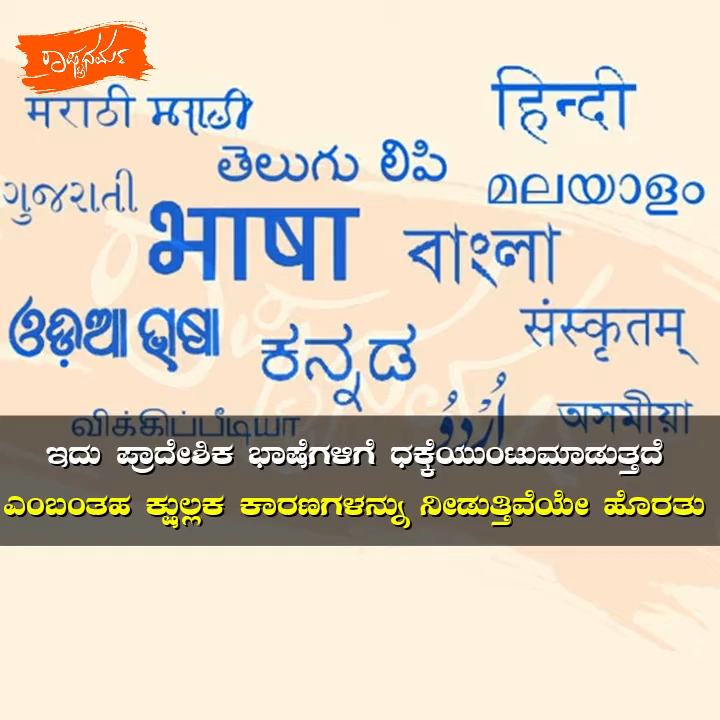 ರಾಷ್ಟ್ರಧರ್ಮ
मराठी
हिन्दी
తెలుగు లిపి
ગુજરાતી
മലയാളം
भाषा
বাংলা
ଓଡ଼ିଆ ଭାଷା
ಕನ್ನಡ
संस्कृतम्
விக்கிப்பீடியா
اُردُو
অসমীয়া
ಇದು ಪ್ರಾದೇಶಿಕ ಭಾಷೆಗಳಿಗೆ ಧಕ್ಕೆಯುಂಟುಮಾಡುತ್ತದೆ
ಎಂಬಂತಹ ಕ್ಷುಲ್ಲಕ ಕಾರಣಗಳನ್ನು ನೀಡುತ್ತಿವೆಯೇ ಹೊರತು